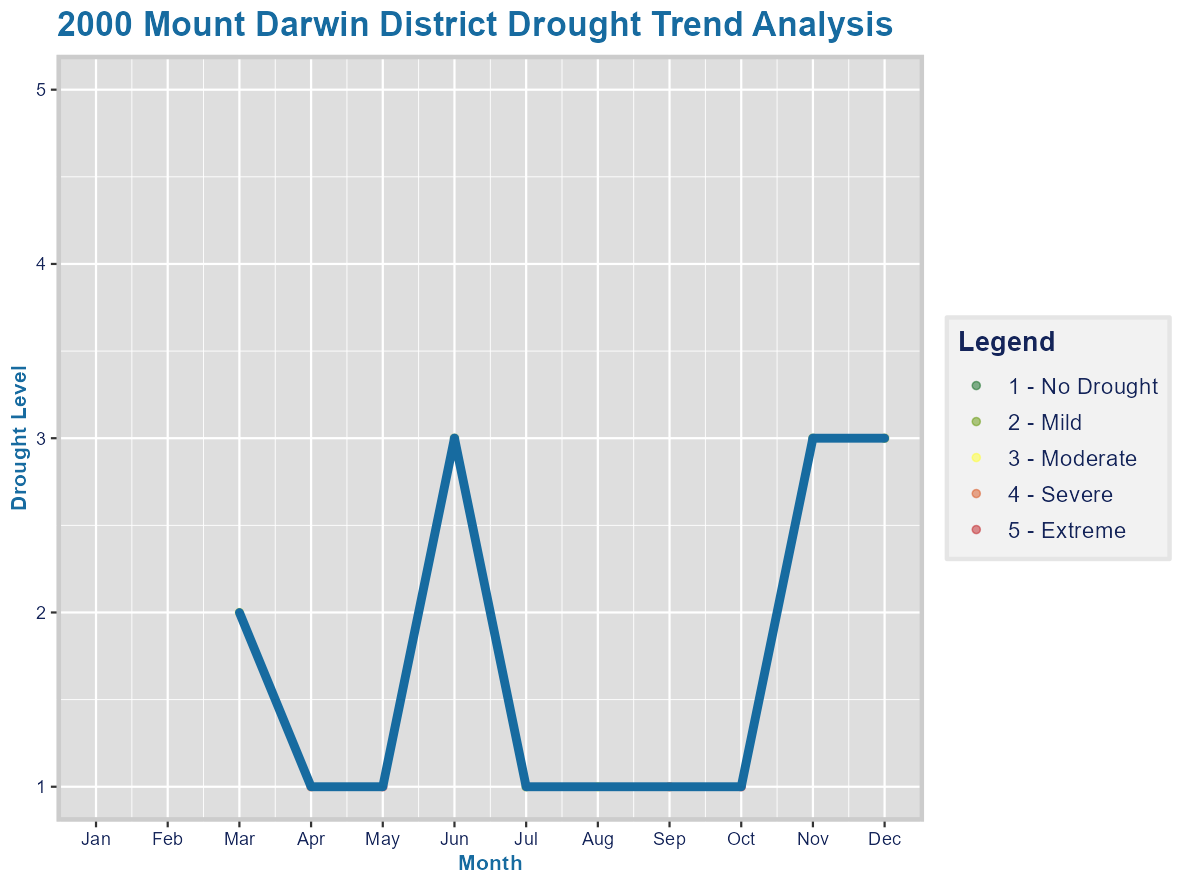 2000 Mount Darwin District Drought Trend Analysis
5
4
3
2
1
Drought Level
Jan Feb Mar Apr May Jun Jul Aug Sep Oct Nov Dec
Month
Legend
1 - No Drought
2 - Mild
3 - Moderate
4 - Severe
5 - Extreme